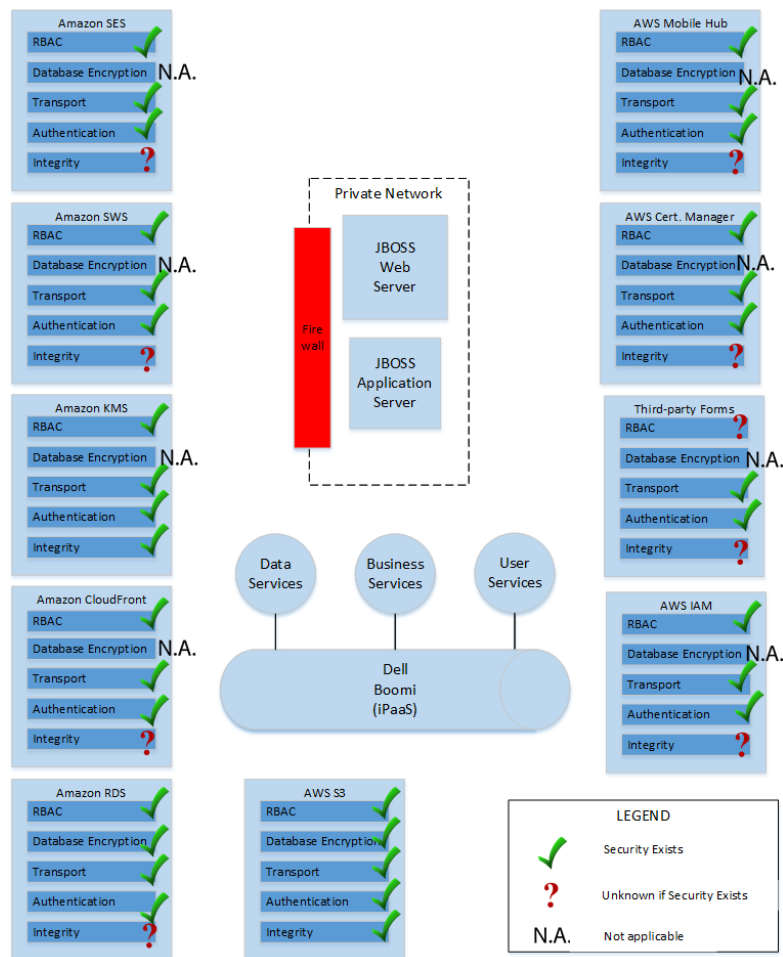 Amazon SES
RBAC
Database Encryption N.A.
Transport
Authentication
Integrity ?
Amazon SWS
RBAC
Database Encryption N.A.
Transport
Authentication
Integrity ?
Amazon KMS
RBAC
Database Encryption N.A.
Transport
Authentication
Integrity
Amazon CloudFront
RBAC
Database Encryption N.A.
Transport
Authentication
Integrity ?
Amazon RDS
RBAC
Database Encryption
Transport
Authentication
Integrity ?
Private Network
Fire
wall
JBOSS
Web
Server
JBOSS
Application
Server
Data
Services
Business
Services
User
Services
Dell
Boomi
(iPaaS)
AWS S3
RBAC
Database Encryption
Transport
Authentication
Integrity
AWS Mobile Hub
RBAC
Database Encryption N.A.
Transport
Authentication
Integrity ?
AWS Cert. Manager
RBAC
Database Encryption N.A.
Transport
Authentication
Integrity ?
Third-party Forms
RBAC ?
Database Encryption N.A.
Transport
Authentication
Integrity ?
AWS IAM
RBAC
Database Encryption N.A.
Transport
Authentication
Integrity ?
LEGEND
Security Exists
? Unknown if Security Exists
N.A. Not applicable